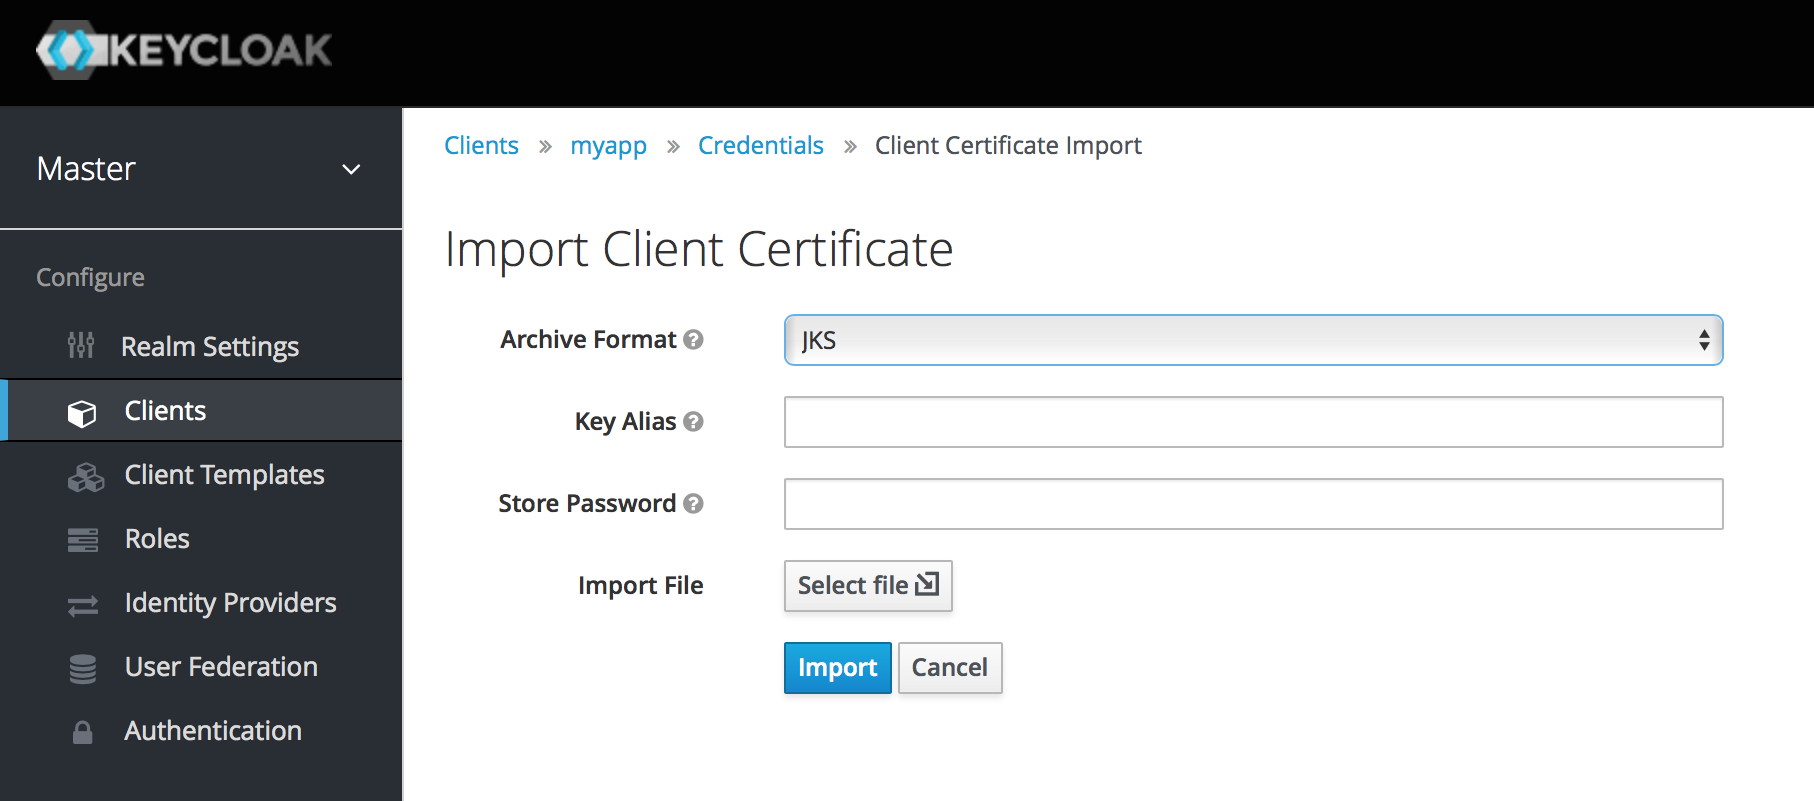 KEYCLOAK
Master
Configure
Realm Settings
Clients
Client Templates
Roles
Identity Providers
User Federation
Authentication
Clients » myapp » Credentials » Client Certificate Import
Import Client Certificate
Archive Format ?
JKS
Key Alias ?
Store Password ?
Import File
Select file
Import Cancel